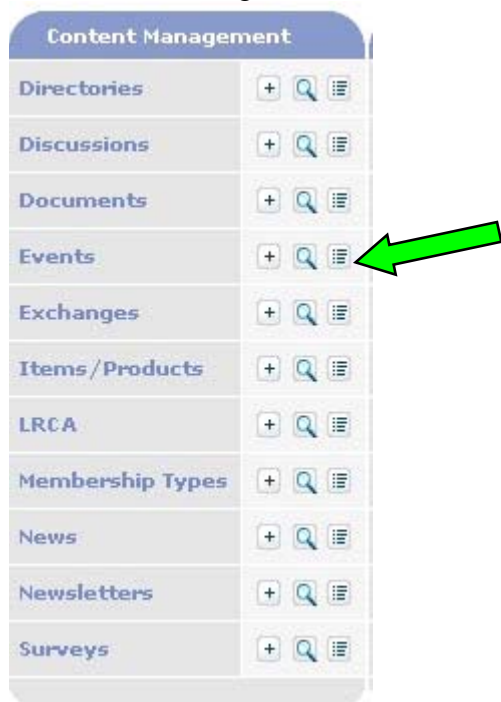 Content Management
Directories
Discussions
Documents
Events
Exchanges
Items/Products
LRCA
Membership Types
News
Newsletters
Surveys